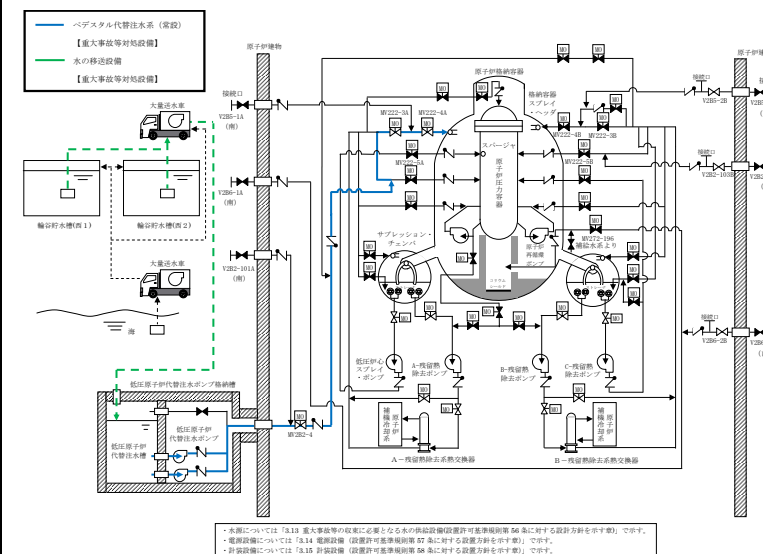 ペデスタル代替注水系（常設）
【重大事故等対処設備】
水の移送設備
【重大事故等対処設備】
原子炉建物
原子炉格納容器
大量送水車
接続口
V2B5-1A
(南)
輪谷貯水槽(西1)
輪谷貯水槽(西2)
V2B6-1A
(南)
V2B2-101A
(南)
大量送水車
海
低圧原子炉代替注水ポンプ格納槽
低圧原子炉
代替注水槽
低圧原子炉
代替注水ポンプ
MO
MV2B2-4
MV222-3A
MV222-4A
MV222-5A
格納容器
スプレイ
・ヘッダ
スパージャ
原子炉圧力容器
MV222-4B
MV222-3B
MV222-5B
サプレッション・
チェンバ
原子炉
再循環
ポンプ
MV272-196
補給水系より
接続口
V2B5-2B
接続口
V2B2-103B
接続口
V2B6-2B
低圧炉心
スプレイ
・ポンプ
A-残留熱
除去ポンプ
B-残留熱
除去ポンプ
C-残留熱
除去ポンプ
原子炉
補機冷却系
原子炉
補機冷却系
A－残留熱除去系熱交換器
B－残留熱除去系熱交換器
・水源については「3.13 重大事故等の収束に必要となる水の供給設備(設置許可基準規則第 56 条に対する設計方針を示す章)」で示す。
・電源設備については「3.14 電源設備（設置許可基準規則第 57 条に対する設計方針を示す章)」で示す。
・計装設備については「3.15 計装設備（設置許可基準規則第 58 条に対する設計方針を示す章)」で示す。